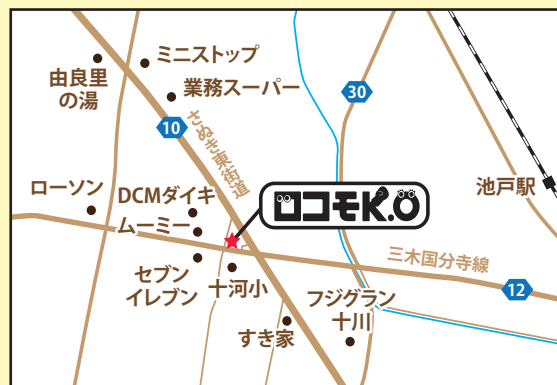 ミニストップ
由良里
の湯
業務スーパー
30
10
さぬき東街道
池戸駅
ローソン
DCMダイキ
ロコモK.O
ムーミー
三木国分寺線
セブン
イレブン
十河小
12
フジグラン
十川
すき家